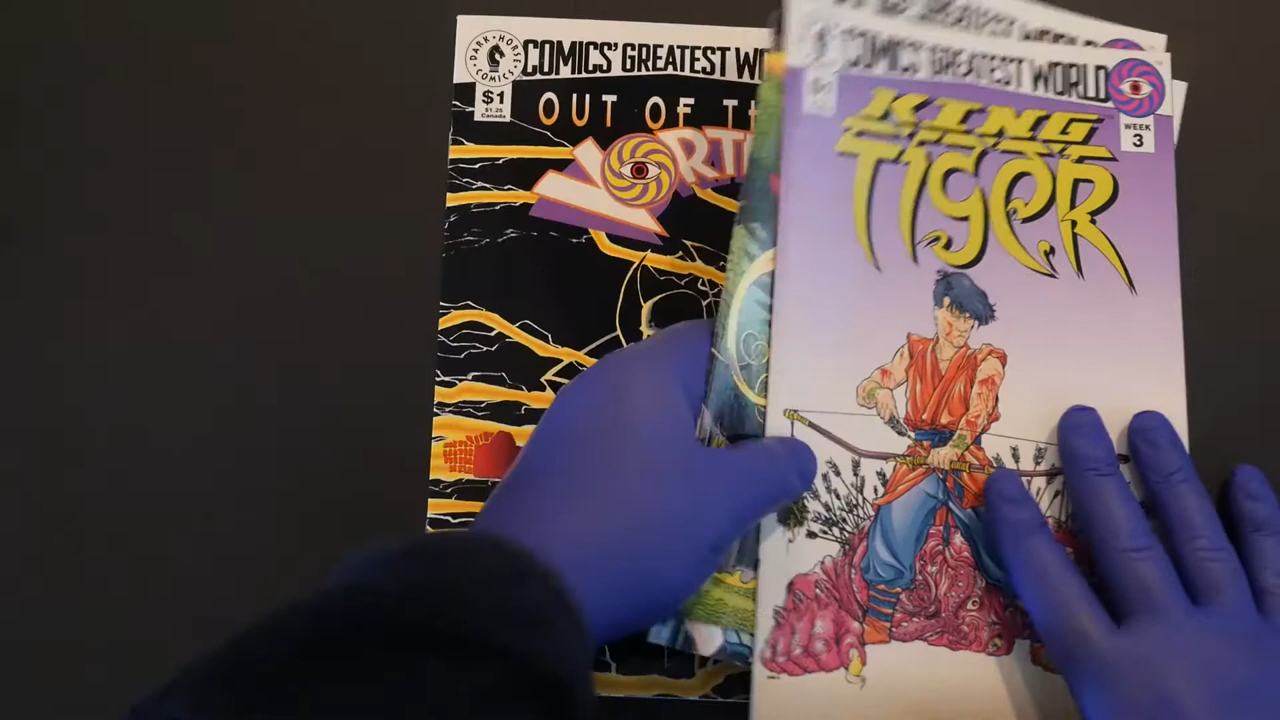 DARK HORSE
COMICS
COMICS' GREATEST WO
$1
$1.25
Canada
OUT OF TH
VORTE
COMICS' GREATEST WORLD
KING
TIGER
WEEK
3